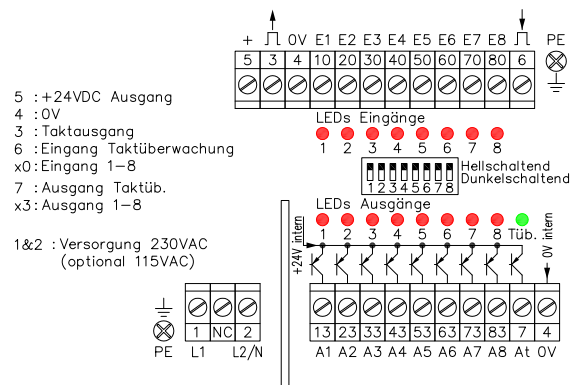 + 0V E1 E2 E3 E4 E5 E6 E7 E8 PE
5 3 4 10 20 30 40 50 60 70 80 6
5 :+24VDC Ausgang
4 :0V
3 :Taktausgang
6 :Eingang Taktüberwachung
x0:Eingang 1-8
7 :Ausgang Taktüb.
x3:Ausgang 1-8
1&2 :Versorgung 230VAC
(optional 115VAC)
LEDs Eingänge
1 2 3 4 5 6 7 8
Hellschaltend
Dunkelschaltend
1 2 3 4 5 6 7 8
LEDs Ausgänge
1 2 3 4 5 6 7 8 Tüb.
+24V intern
0V intern
1 NC 2
PE L1 L2/N
13 23 33 43 53 63 73 83 7 4
A1 A2 A3 A4 A5 A6 A7 A8 At 0V